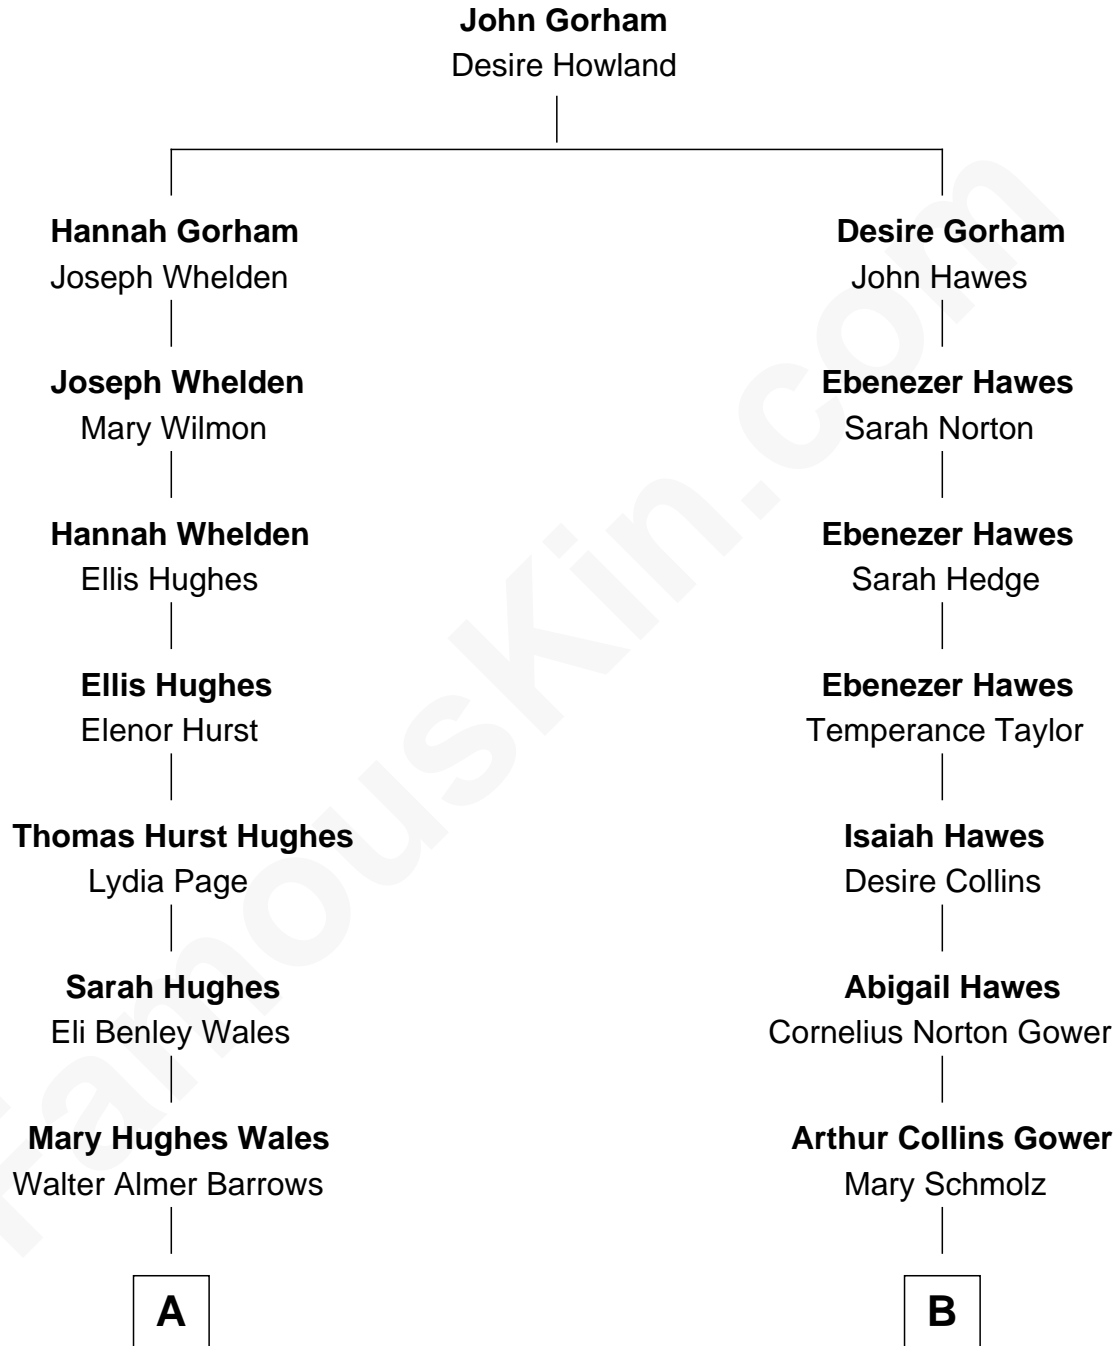 John Gorham
Desire Howland
Hannah Gorham
Joseph Whelden
Desire Gorham
John Hawes
Joseph Whelden
Mary Wilmon
Ebenezer Hawes
Sarah Norton
Hannah Whelden
Ellis Hughes
Ebenezer Hawes
Sarah Hedge
Ellis Hughes
Elenor Hurst
Ebenezer Hawes
Temperance Taylor
Thomas Hurst Hughes
Lydia Page
Isaiah Hawes
Desire Collins
Sarah Hughes
Eli Benley Wales
Abigail Hawes
Cornelius Norton Gower
Mary Hughes Wales
Walter Almer Barrows
Arthur Collins Gower
Mary Schmolz
A
B
FamousKin.com